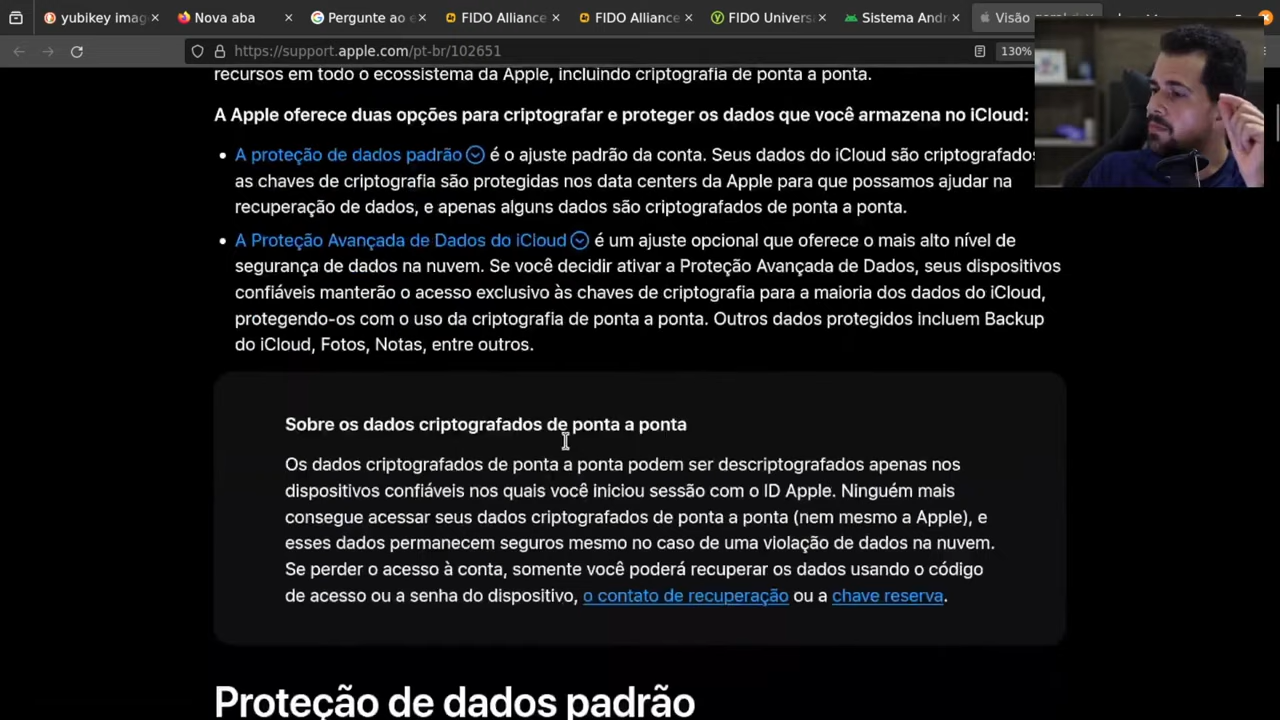 yubikey imag
Nova aba
Pergunte ao e
FIDO Alliance
FIDO Alliance
FIDO Univers
Sistema Andr
Visão
https://support.apple.com/pt-br/102651
130%
recursos em todo o ecossistema da Apple, incluindo criptografia de ponta a ponta.
A Apple oferece duas opções para criptografar e proteger os dados que você armazena no iCloud:
• A proteção de dados padrão é o ajuste padrão da conta. Seus dados do iCloud são criptografados
as chaves de criptografia são protegidas nos data centers da Apple para que possamos ajudar na
recuperação de dados, e apenas alguns dados são criptografados de ponta a ponta.
• A Proteção Avançada de Dados do iCloud é um ajuste opcional que oferece o mais alto nível de
segurança de dados na nuvem. Se você decidir ativar a Proteção Avançada de Dados, seus dispositivos
confiáveis manterão o acesso exclusivo às chaves de criptografia para a maioria dos dados do iCloud,
protegendo-os com o uso da criptografia de ponta a ponta. Outros dados protegidos incluem Backup
do iCloud, Fotos, Notas, entre outros.
Sobre os dados criptografados de ponta a ponta
Os dados criptografados de ponta a ponta podem ser descriptografados apenas nos
dispositivos confiáveis nos quais você iniciou sessão com o ID Apple. Ninguém mais
consegue acessar seus dados criptografados de ponta a ponta (nem mesmo a Apple), e
esses dados permanecem seguros mesmo no caso de uma violação de dados na nuvem.
Se perder o acesso à conta, somente você poderá recuperar os dados usando o código
de acesso ou a senha do dispositivo, o contato de recuperação ou a chave reserva.
Proteção de dados padrão